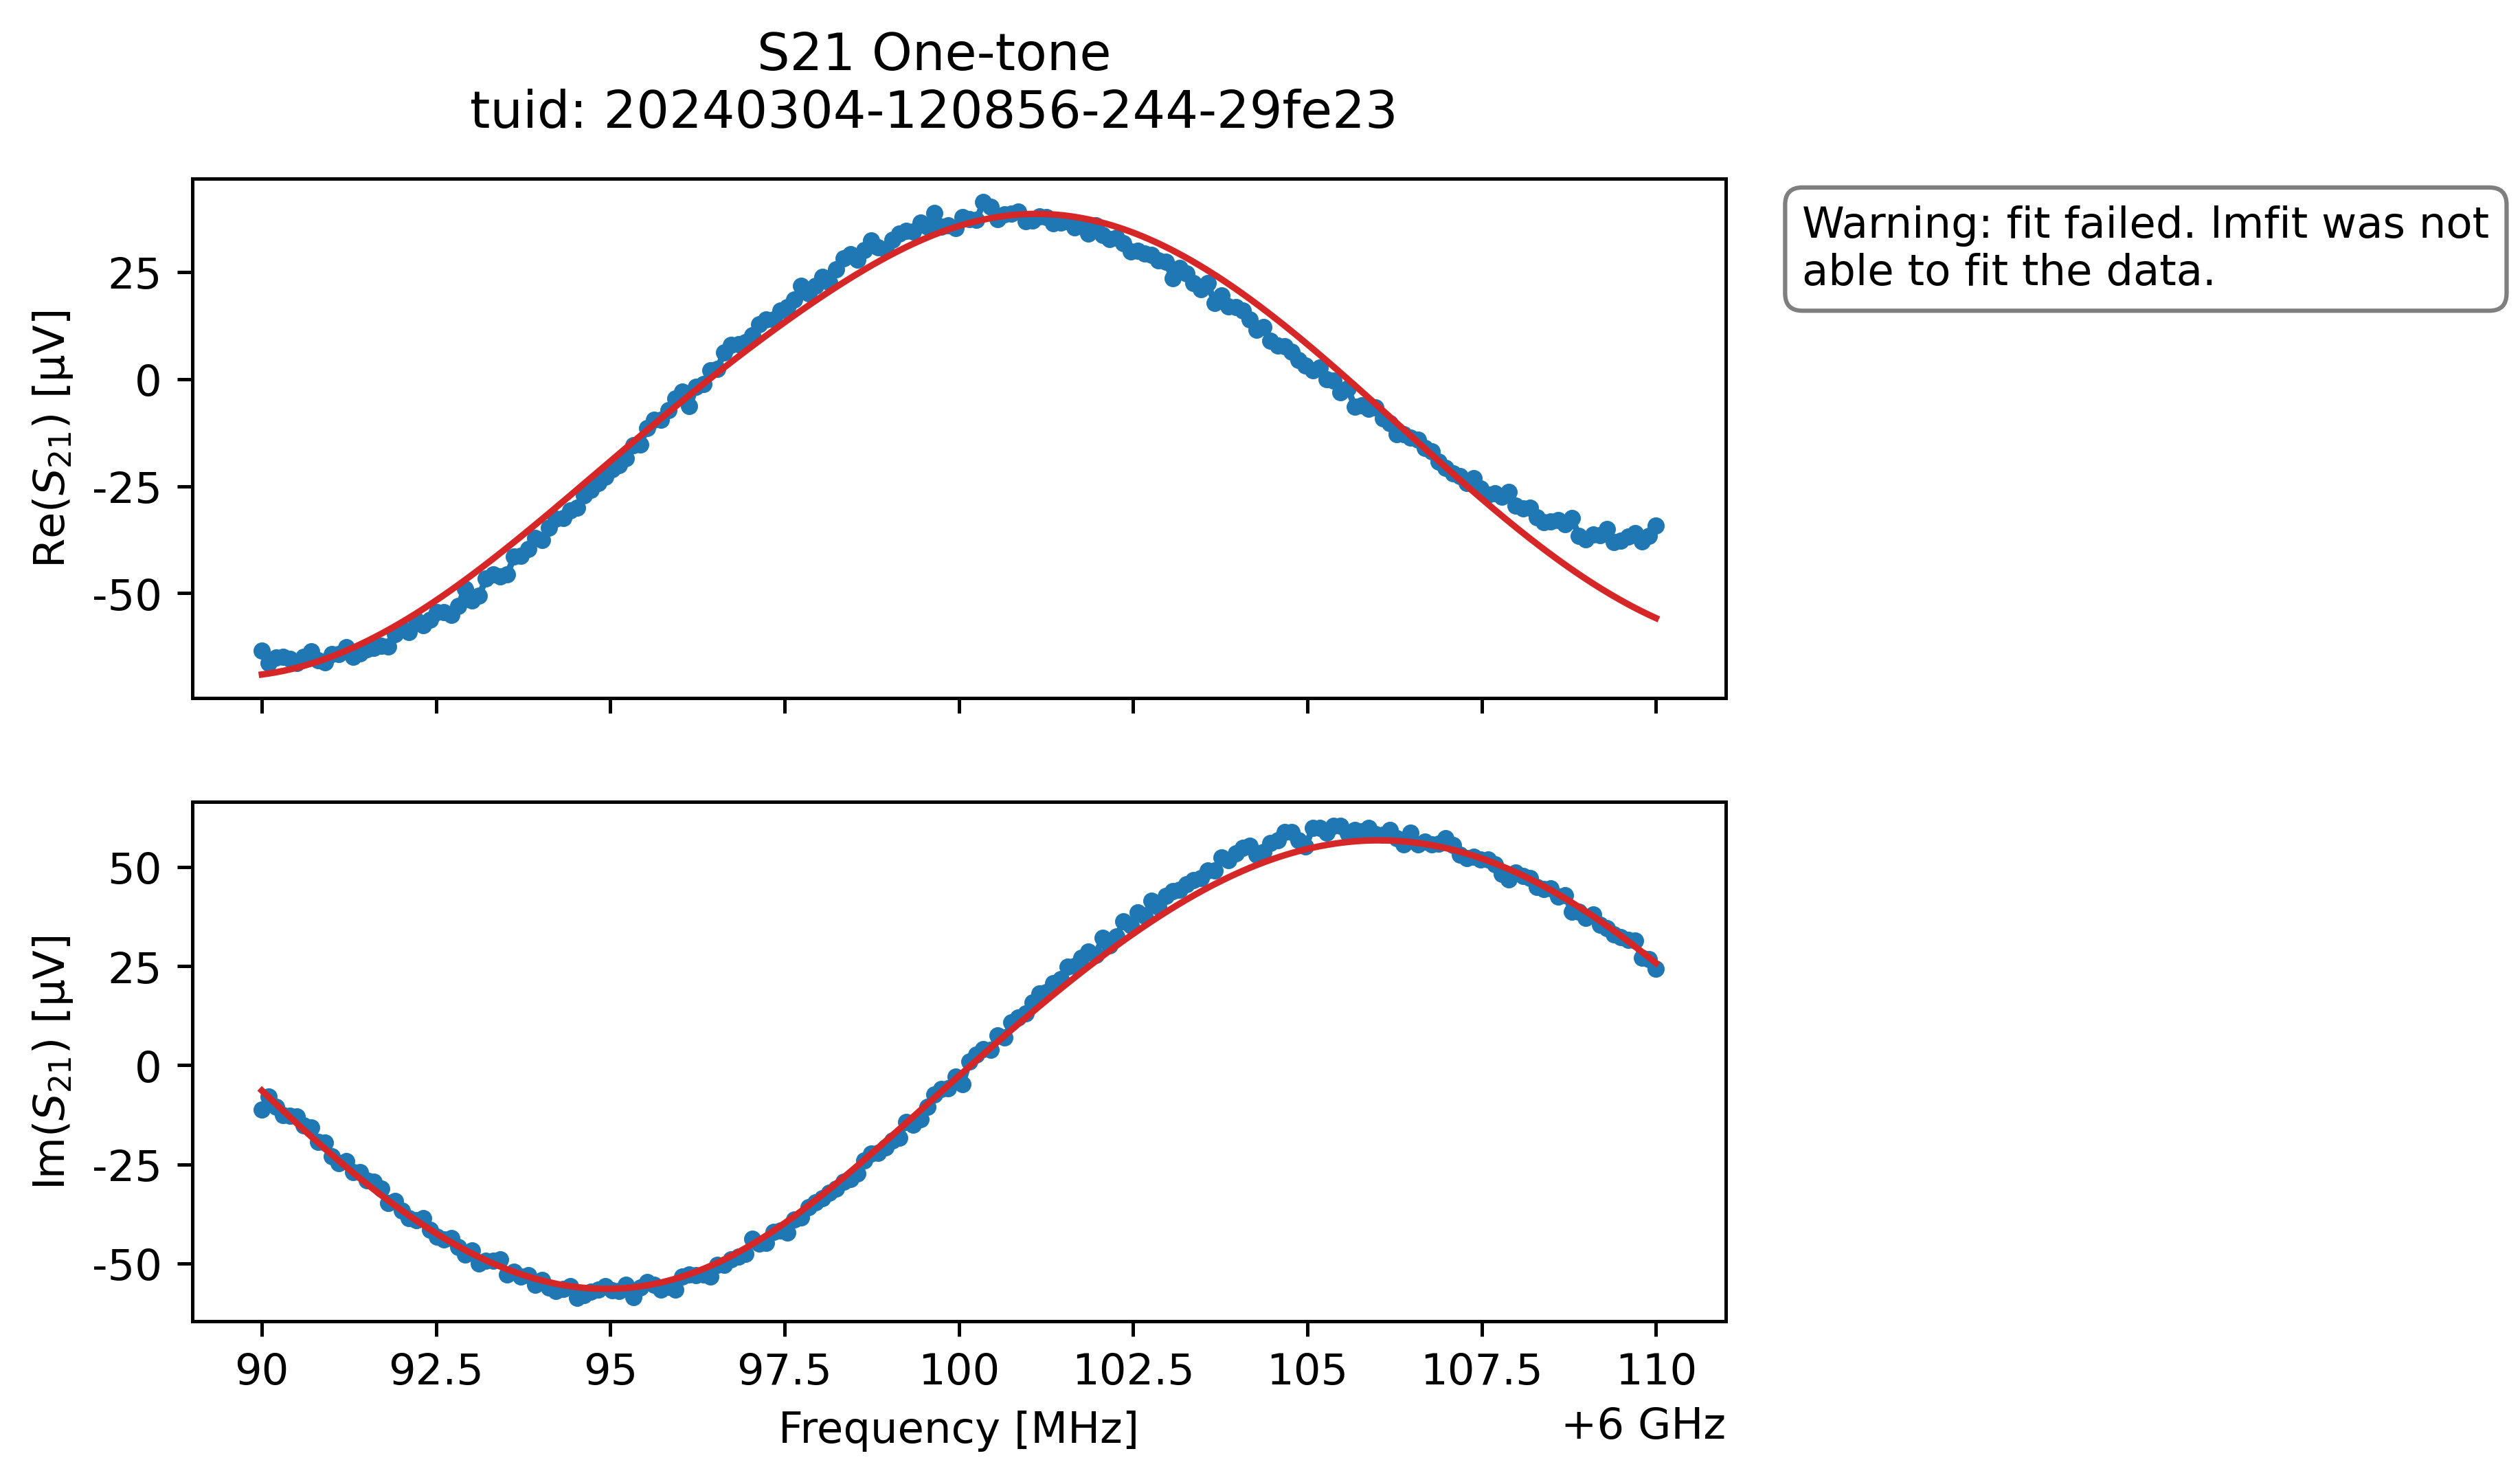 S21 One-tone
tuid: 20240304-120856-244-29fe23
Warning: fit failed. lmfit was not
able to fit the data.
Re(S₂₁) [µV]
25
0
-25
-50
Im(S₂₁) [µV]
50
25
0
-25
-50
90 92.5 95 97.5 100 102.5 105 107.5 110
Frequency [MHz]
+6 GHz